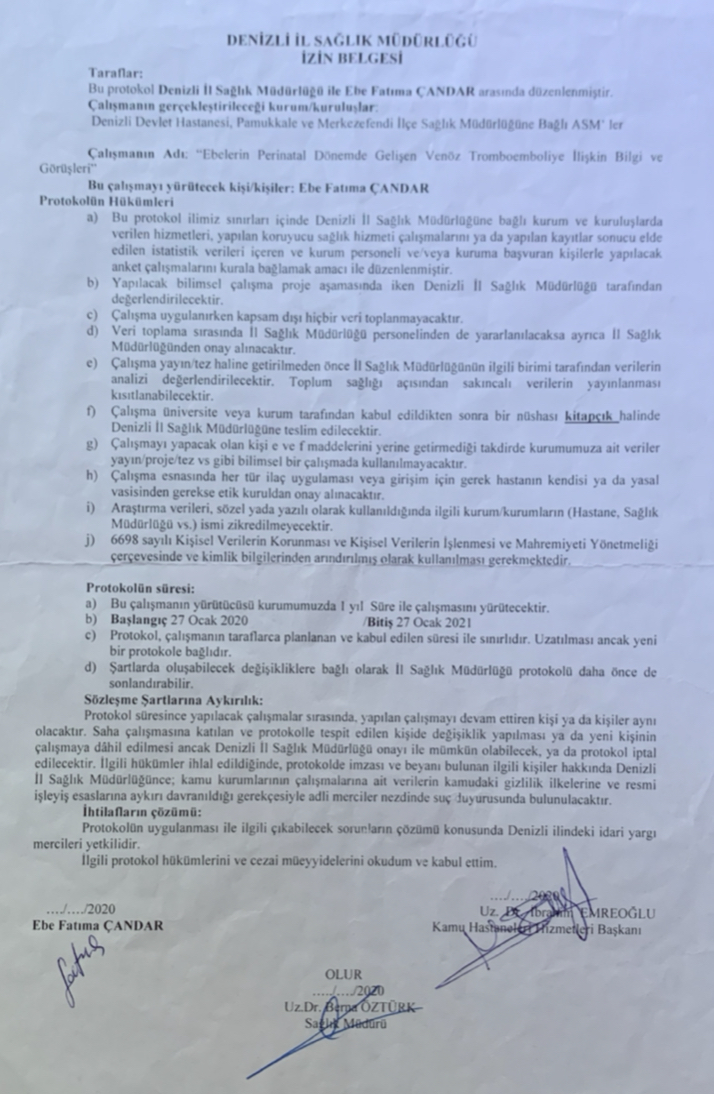 DENİZLİ İL SAĞLIK MÜDÜRLÜĞÜ
İZİN BELGESİ
Taraflar:
Bu protokol Denizli İl Sağlık Müdürlüğü ile Ebe Fatıma ÇANDAR arasında düzenlenmiştir.
Çalışmanın gerçekleştirileceği kurum/kuruluşlar:
Denizli Devlet Hastanesi, Pamukkale ve Merkezefendi İlçe Sağlık Müdürlüğüne Bağlı ASM' ler
Çalışmanın Adı: "Ebelerin Perinatal Dönemde Gelişen Venöz Tromboemboliye İlişkin Bilgi ve
Görüşleri"
Bu çalışmayı yürütecek kişi/kişiler: Ebe Fatıma ÇANDAR
Protokolün Hükümleri
a) Bu protokol ilimiz sınırları içinde Denizli İl Sağlık Müdürlüğüne bağlı kurum ve kuruluşlarda
verilen hizmetleri, yapılan koruyucu sağlık hizmeti çalışmalarını ya da yapılan kayıtlar sonucu elde
edilen istatistik verileri içeren ve kurum personeli ve/veya kuruma başvuran kişilerle yapılacak
anket çalışmalarını kurala bağlamak amacı ile düzenlenmiştir.
b) Yapılacak bilimsel çalışma proje aşamasında iken Denizli İl Sağlık Müdürlüğü tarafından
değerlendirilecektir.
c) Çalışma uygulanırken kapsam dışı hiçbir veri toplanmayacaktır.
d) Veri toplama sırasında İl Sağlık Müdürlüğü personelinden de yararlanılacaksa ayrıca İl Sağlık
Müdürlüğünden onay alınacaktır.
e) Çalışma yayın/tez haline getirilmeden önce İl Sağlık Müdürlüğünün ilgili birimi tarafından verilerin
analizi değerlendirilecektir. Toplum sağlığı açısından sakıncalı verilerin yayınlanması
kısıtlanabilecektir.
f) Çalışma üniversite veya kurum tarafından kabul edildikten sonra bir nüshası kitapçık halinde
Denizli İl Sağlık Müdürlüğüne teslim edilecektir.
g) Çalışmayı yapacak olan kişi e ve f maddelerini yerine getirmediği takdirde kurumumuza ait veriler
yayın/proje/tez vs gibi bilimsel bir çalışmada kullanılmayacaktır.
h) Çalışma esnasında her tür ilaç uygulaması veya girişim için gerek hastanın kendisi ya da yasal
vasisinden gerekse etik kuruldan onay alınacaktır.
i) Araştırma verileri, sözel yada yazılı olarak kullanıldığında ilgili kurum/kurumların (Hastane, Sağlık
Müdürlüğü vs.) ismi zikredilmeyecektir.
j) 6698 sayılı Kişisel Verilerin Korunması ve Kişisel Verilerin İşlenmesi ve Mahremiyeti Yönetmeliği
çerçevesinde ve kimlik bilgilerinden arındırılmış olarak kullanılması gerekmektedir.
Protokolün süresi:
a) Bu çalışmanın yürütücüsü kurumumuzda 1 yıl Süre ile çalışmasını yürütecektir.
b) Başlangıç 27 Ocak 2020 /Bitiş 27 Ocak 2021
c) Protokol, çalışmanın taraflarca planlanan ve kabul edilen süresi ile sınırlıdır. Uzatılması ancak yeni
bir protokole bağlıdır.
d) Şartlarda oluşabilecek değişikliklere bağlı olarak İl Sağlık Müdürlüğü protokolü daha önce de
sonlandırabilir.
Sözleşme Şartlarına Aykırılık:
Protokol süresince yapılacak çalışmalar sırasında, yapılan çalışmayı devam ettiren kişi ya da kişiler aynı
olacaktır. Saha çalışmasına katılan ve protokolle tespit edilen kişide değişiklik yapılması ya da yeni kişinin
çalışmaya dâhil edilmesi ancak Denizli İl Sağlık Müdürlüğü onayı ile mümkün olabilecek, ya da protokol iptal
edilecektir. İlgili hükümler ihlal edildiğinde, protokolde imzası ve beyanı bulunan ilgili kişiler hakkında Denizli
İl Sağlık Müdürlüğünce; kamu kurumlarının çalışmalarına ait verilerin kamudaki gizlilik ilkelerine ve resmi
işleyiş esaslarına aykırı davranıldığı gerekçesiyle adli merciler nezdinde suç duyurusunda bulunulacaktır.
İhtilafların çözümü:
Protokolün uygulanması ile ilgili çıkabilecek sorunların çözümü konusunda Denizli ilindeki idari yargı
mercileri yetkilidir.
İlgili protokol hükümlerini ve cezai müeyyidelerini okudum ve kabul ettim.
..../..../2020
Ebe Fatıma ÇANDAR
..../..../2020
Uz. Dr. İbrahim EMREOĞLU
Kamu Hastaneleri Hizmetleri Başkanı
OLUR
...../..../2020
Uz.Dr. Berna ÖZTÜRK
Sağlık Müdürü